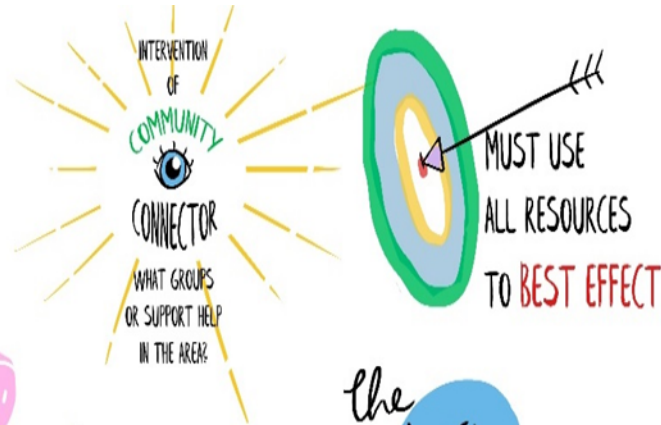 INTERVENTION
OF
COMMUNITY
CONNECTOR
WHAT GROUPS
OR SUPPORT HELP
IN THE AREA?
MUST USE
ALL RESOURCES
TO BEST EFFECT
the